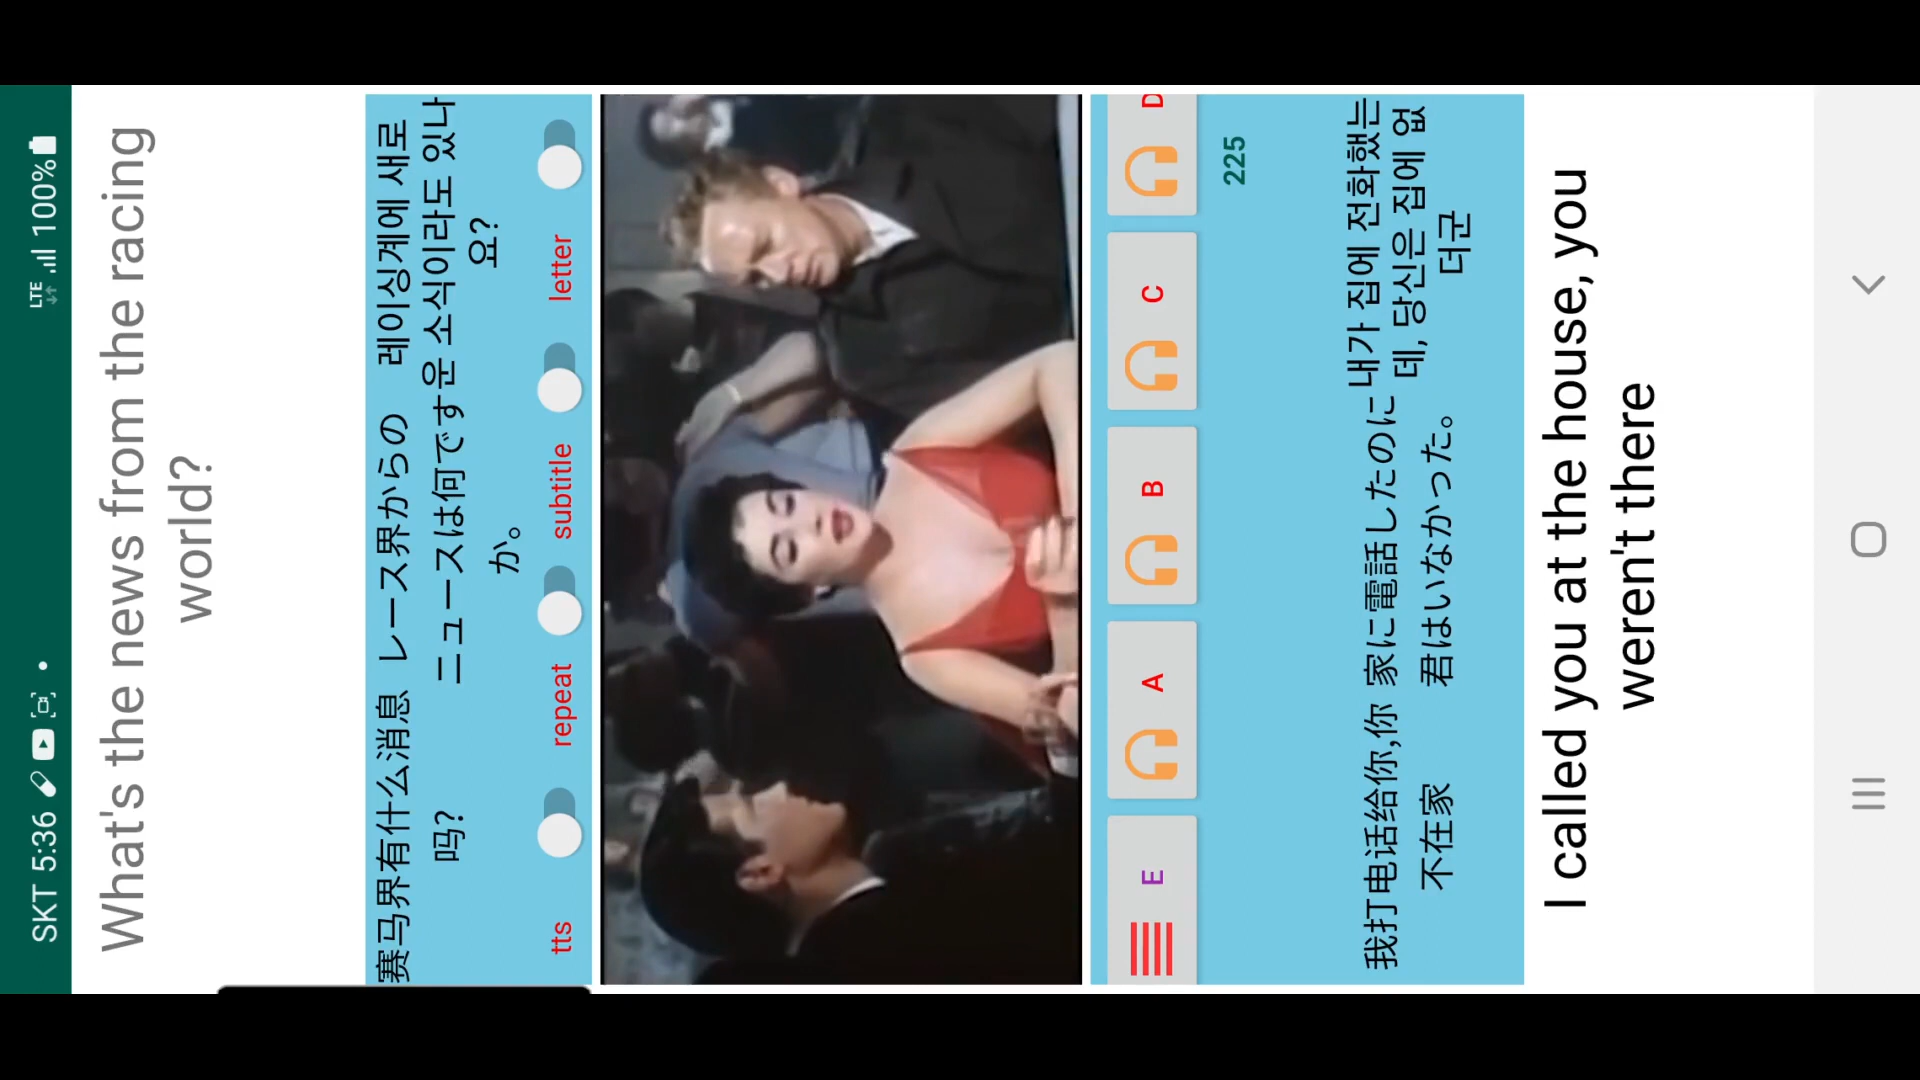 SKT 5:36
LTE 100%
What's the news from the racing
world?
赛马界有什么消息
吗?
レース界からの
ニュースは何です
か。
레이싱계에 새로
운 소식이라도 있나
요?
tts
repeat
subtitle
letter
E
A
B
C
D
225
我打电话给你,你
不在家
家に電話したのに
君はいなかった。
내가 집에 전화했는
데, 당신은 집에 없
더군
I called you at the house, you
weren't there